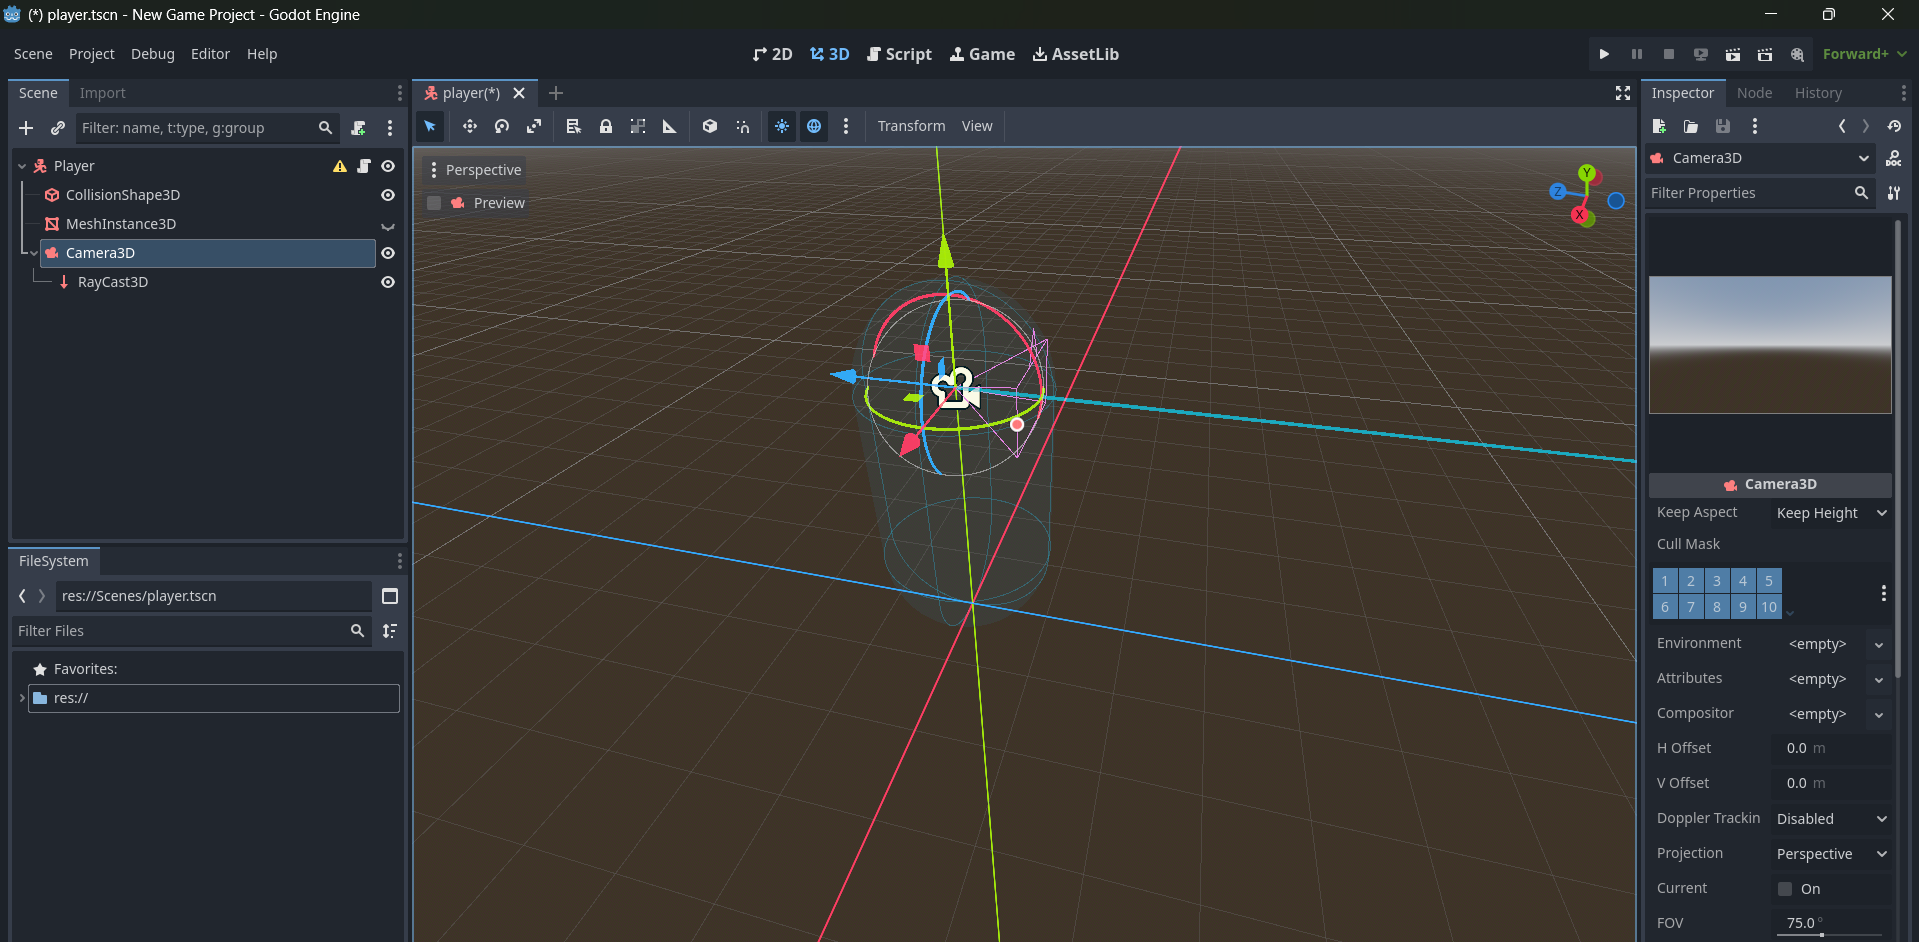 (*) player.tscn - New Game Project - Godot Engine
Scene Project Debug Editor Help
2D 3D Script Game AssetLib
Forward+
Scene Import
Filter: name, t:type, g:group
Player
CollisionShape3D
MeshInstance3D
Camera3D
RayCast3D
FileSystem
res://Scenes/player.tscn
Filter Files
Favorites:
res://
player(*)
Transform View
Perspective
Preview
Y
Z
X
Inspector Node History
Camera3D
DOC
Filter Properties
Camera3D
Keep Aspect Keep Height
Cull Mask
1 2 3 4 5
6 7 8 9 10
Environment <empty>
Attributes <empty>
Compositor <empty>
H Offset 0.0 m
V Offset 0.0 m
Doppler Trackin Disabled
Projection Perspective
Current On
FOV 75.0 °